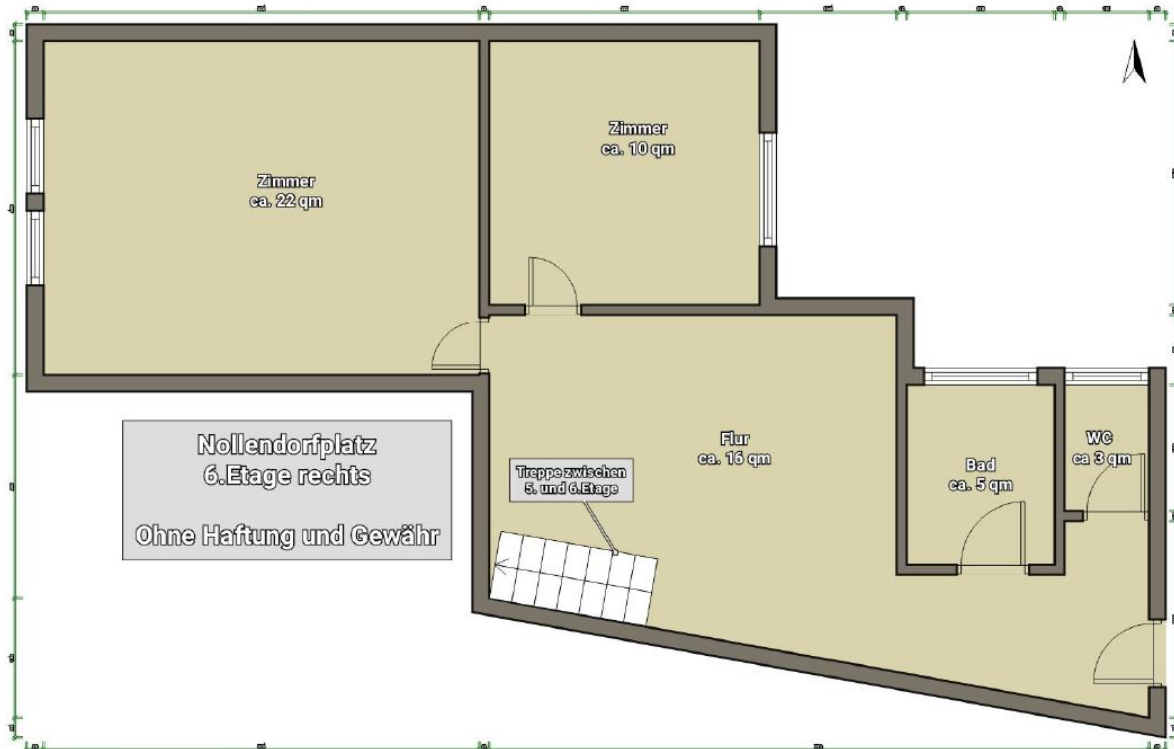 Zimmer
ca. 22 qm
Zimmer
ca. 10 qm
Nollendorfplatz
6.Etage rechts
Ohne Haftung und Gewähr
Treppe zwischen
5. und 6.Etage
Flur
ca. 16 qm
Bad
ca. 5 qm
WC
ca 3 qm